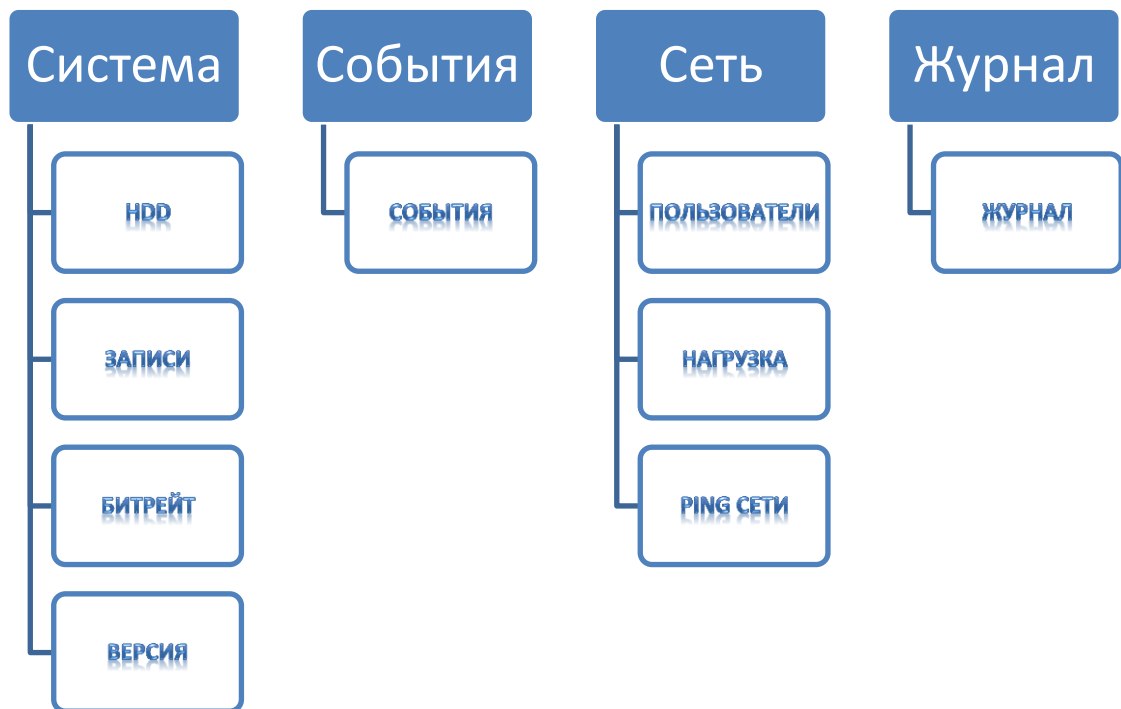 Система
HDD
ЗАПИСИ
БИТРЕЙТ
ВЕРСИЯ
События
СОБЫТИЯ
Сеть
ПОЛЬЗОВАТЕЛИ
НАГРУЗКА
PING СЕТИ
Журнал
ЖУРНАЛ